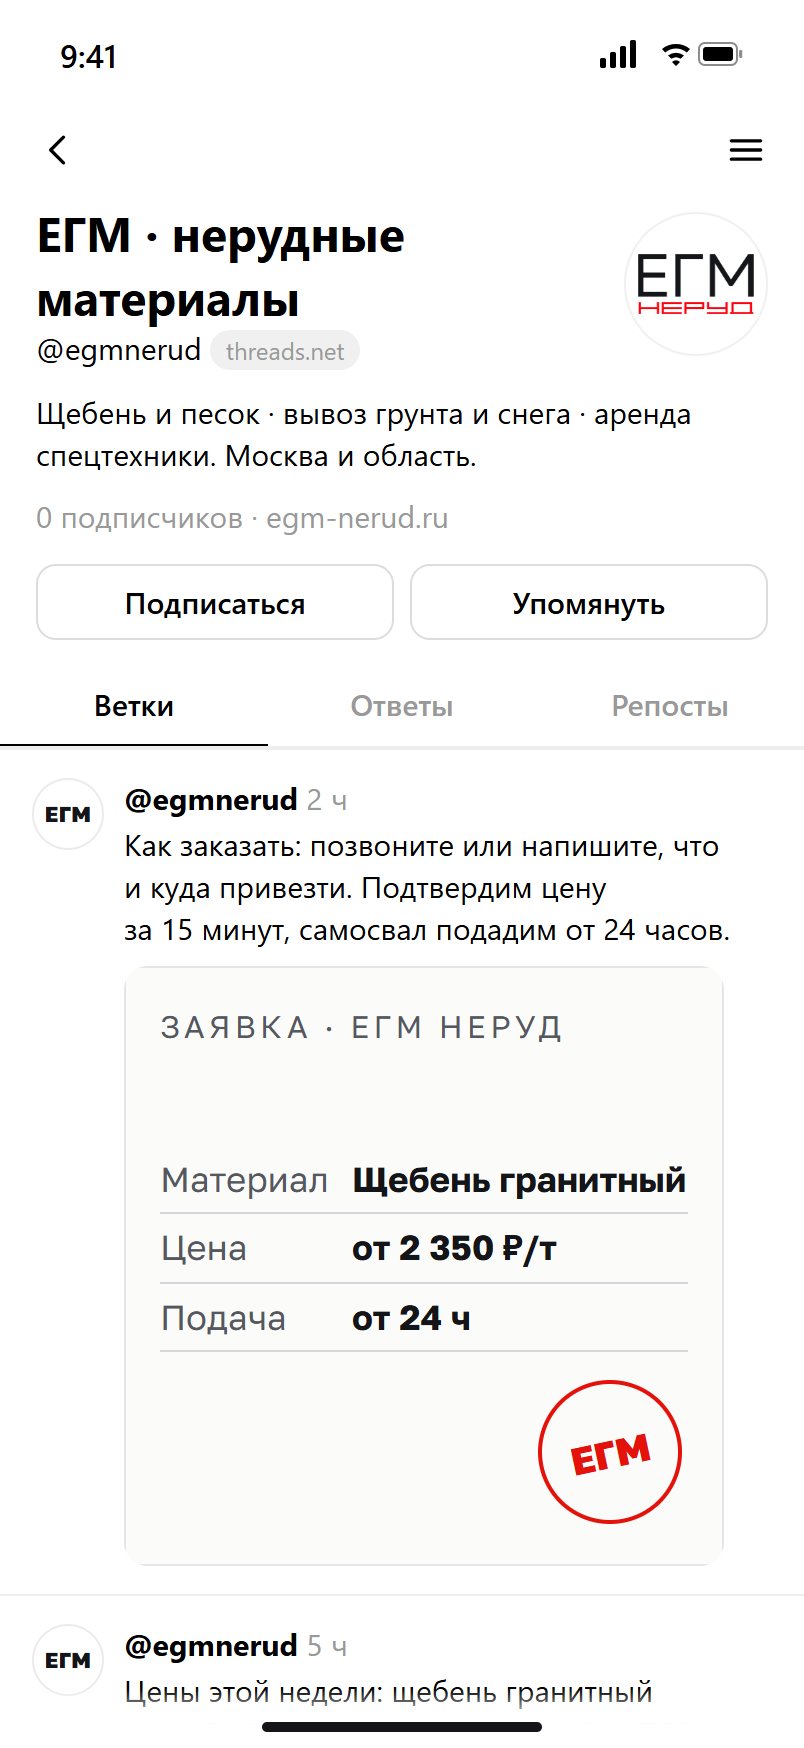 9:41
ЕГМ · нерудные
материалы
ЕГМ
НЕРУД
@egmnerud threads.net
Щебень и песок · вывоз грунта и снега · аренда
спецтехники. Москва и область.
0 подписчиков · egm-nerud.ru
Подписаться Упомянуть
Ветки Ответы Репосты
ЕГМ
@egmnerud 2 ч
Как заказать: позвоните или напишите, что
и куда привезти. Подтвердим цену
за 15 минут, самосвал подадим от 24 часов.
ЗАЯВКА · ЕГМ НЕРУД
Материал Щебень гранитный
Цена от 2 350 ₽/т
Подача от 24 ч
ЕГМ
ЕГМ
@egmnerud 5 ч
Цены этой недели: щебень гранитный